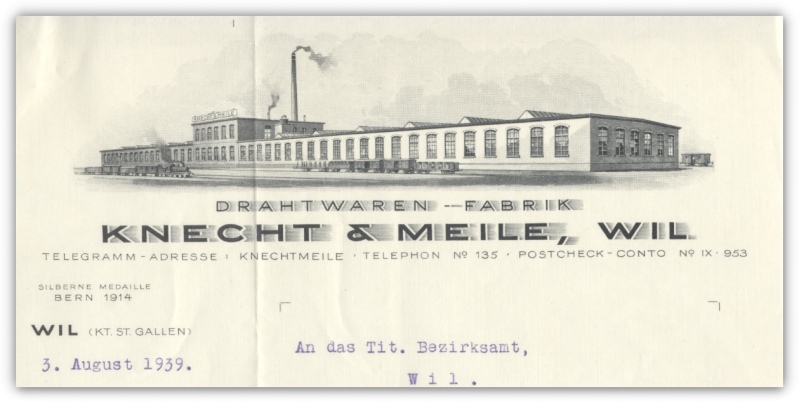 DRAHTWAREN–FABRIK
KNECHT & MEILE, WIL
TELEGRAMM-ADRESSE: KNECHTMEILE · TELEPHON Nº 135 · POSTCHECK-CONTO Nº IX·953
SILBERNE MEDAILLE
BERN 1914
WIL (KT. ST. GALLEN)
3. August 1939.
An das Tit. Bezirksamt,
Wil.